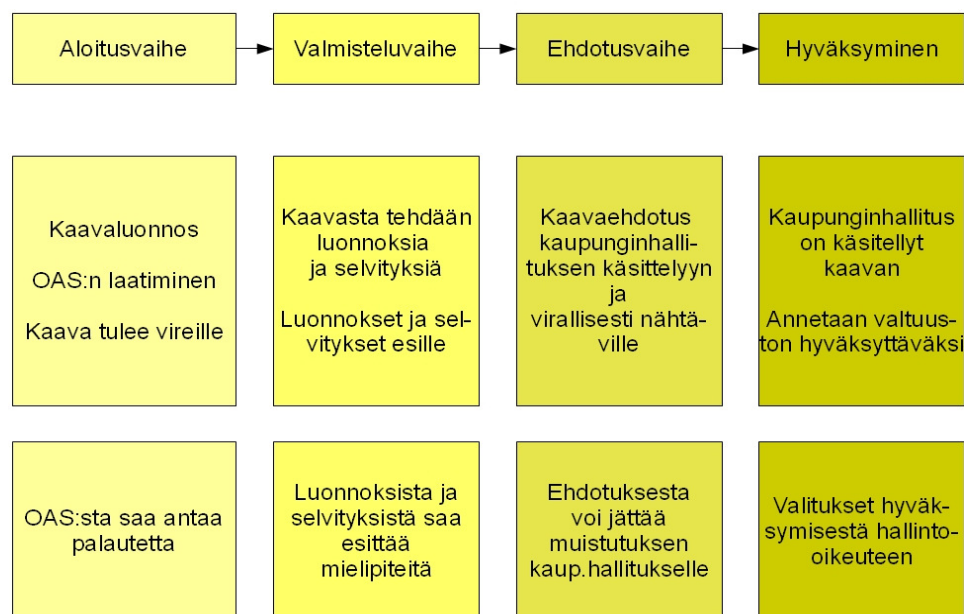 Aloitusvaihe
Valmisteluvaihe
Ehdotusvaihe
Hyväksyminen
Kaavaluonnos
OAS:n laatiminen
Kaava tulee vireille
Kaavasta tehdään
luonnoksia
ja selvityksiä
Luonnokset ja sel-
vitykset esille
Kaavaehdotus
kaupunginhalli-
tuksen käsittelyyn
ja
virallisesti nähtä-
ville
Kaupunginhallitus
on käsitellyt
kaavan
Annetaan valtuus-
ton hyväksyttäväksi
OAS:sta saa antaa
palautetta
Luonnoksista ja
selvityksistä saa
esittää
mielipiteitä
Ehdotuksesta
voi jättää
muistutuksen
kaup.hallitukselle
Valitukset hyväk-
symisestä hallinto-
oikeuteen